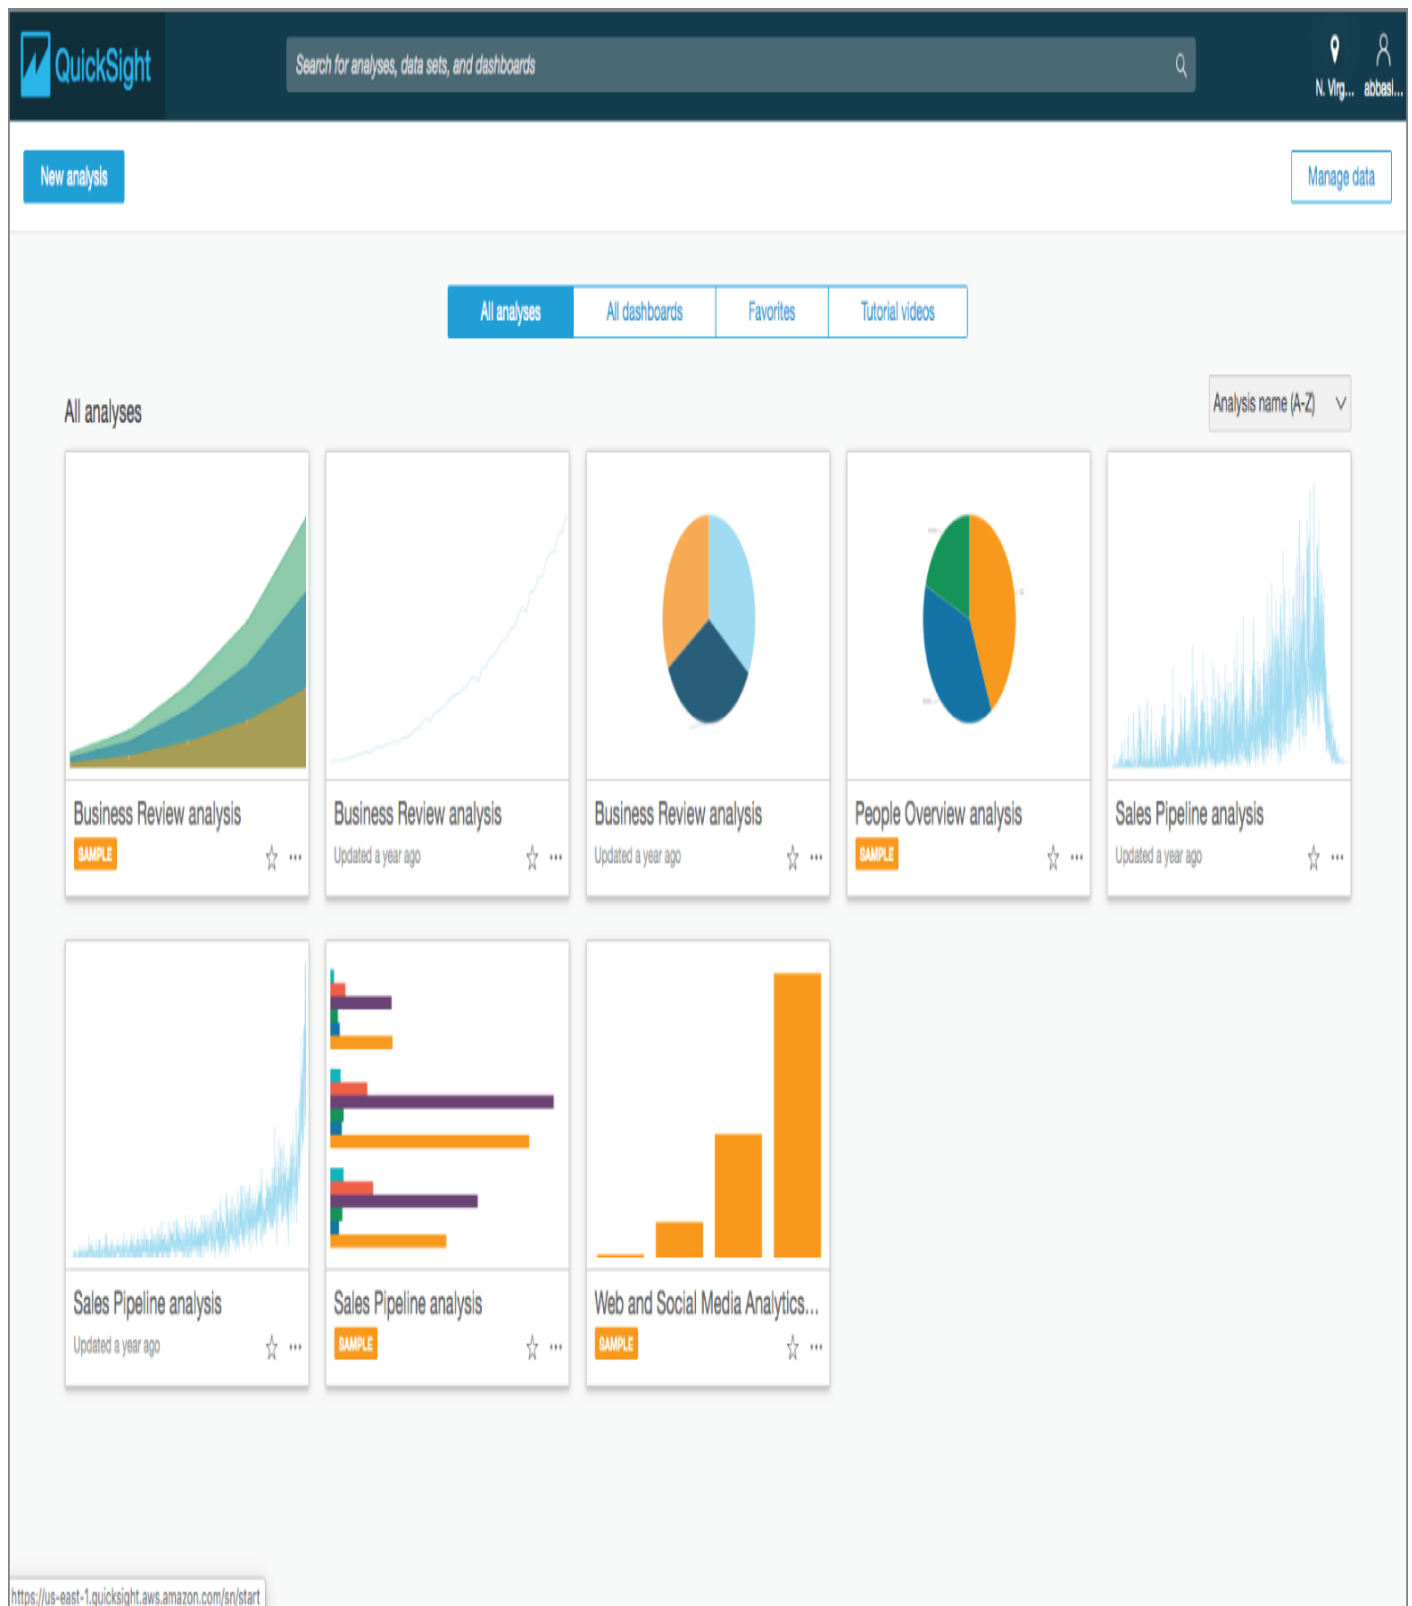 QuickSight
Search for analyses, data sets, and dashboards
N. Virg...
abbasi...
New analysis
Manage data
All analyses
All dashboards
Favorites
Tutorial videos
All analyses
Analysis name (A-Z)
Business Review analysis
SAMPLE
Business Review analysis
Updated a year ago
Business Review analysis
Updated a year ago
People Overview analysis
SAMPLE
Sales Pipeline analysis
Updated a year ago
Sales Pipeline analysis
Updated a year ago
Sales Pipeline analysis
SAMPLE
Web and Social Media Analytics...
SAMPLE
https://us-east-1.quicksight.aws.amazon.com/sn/start